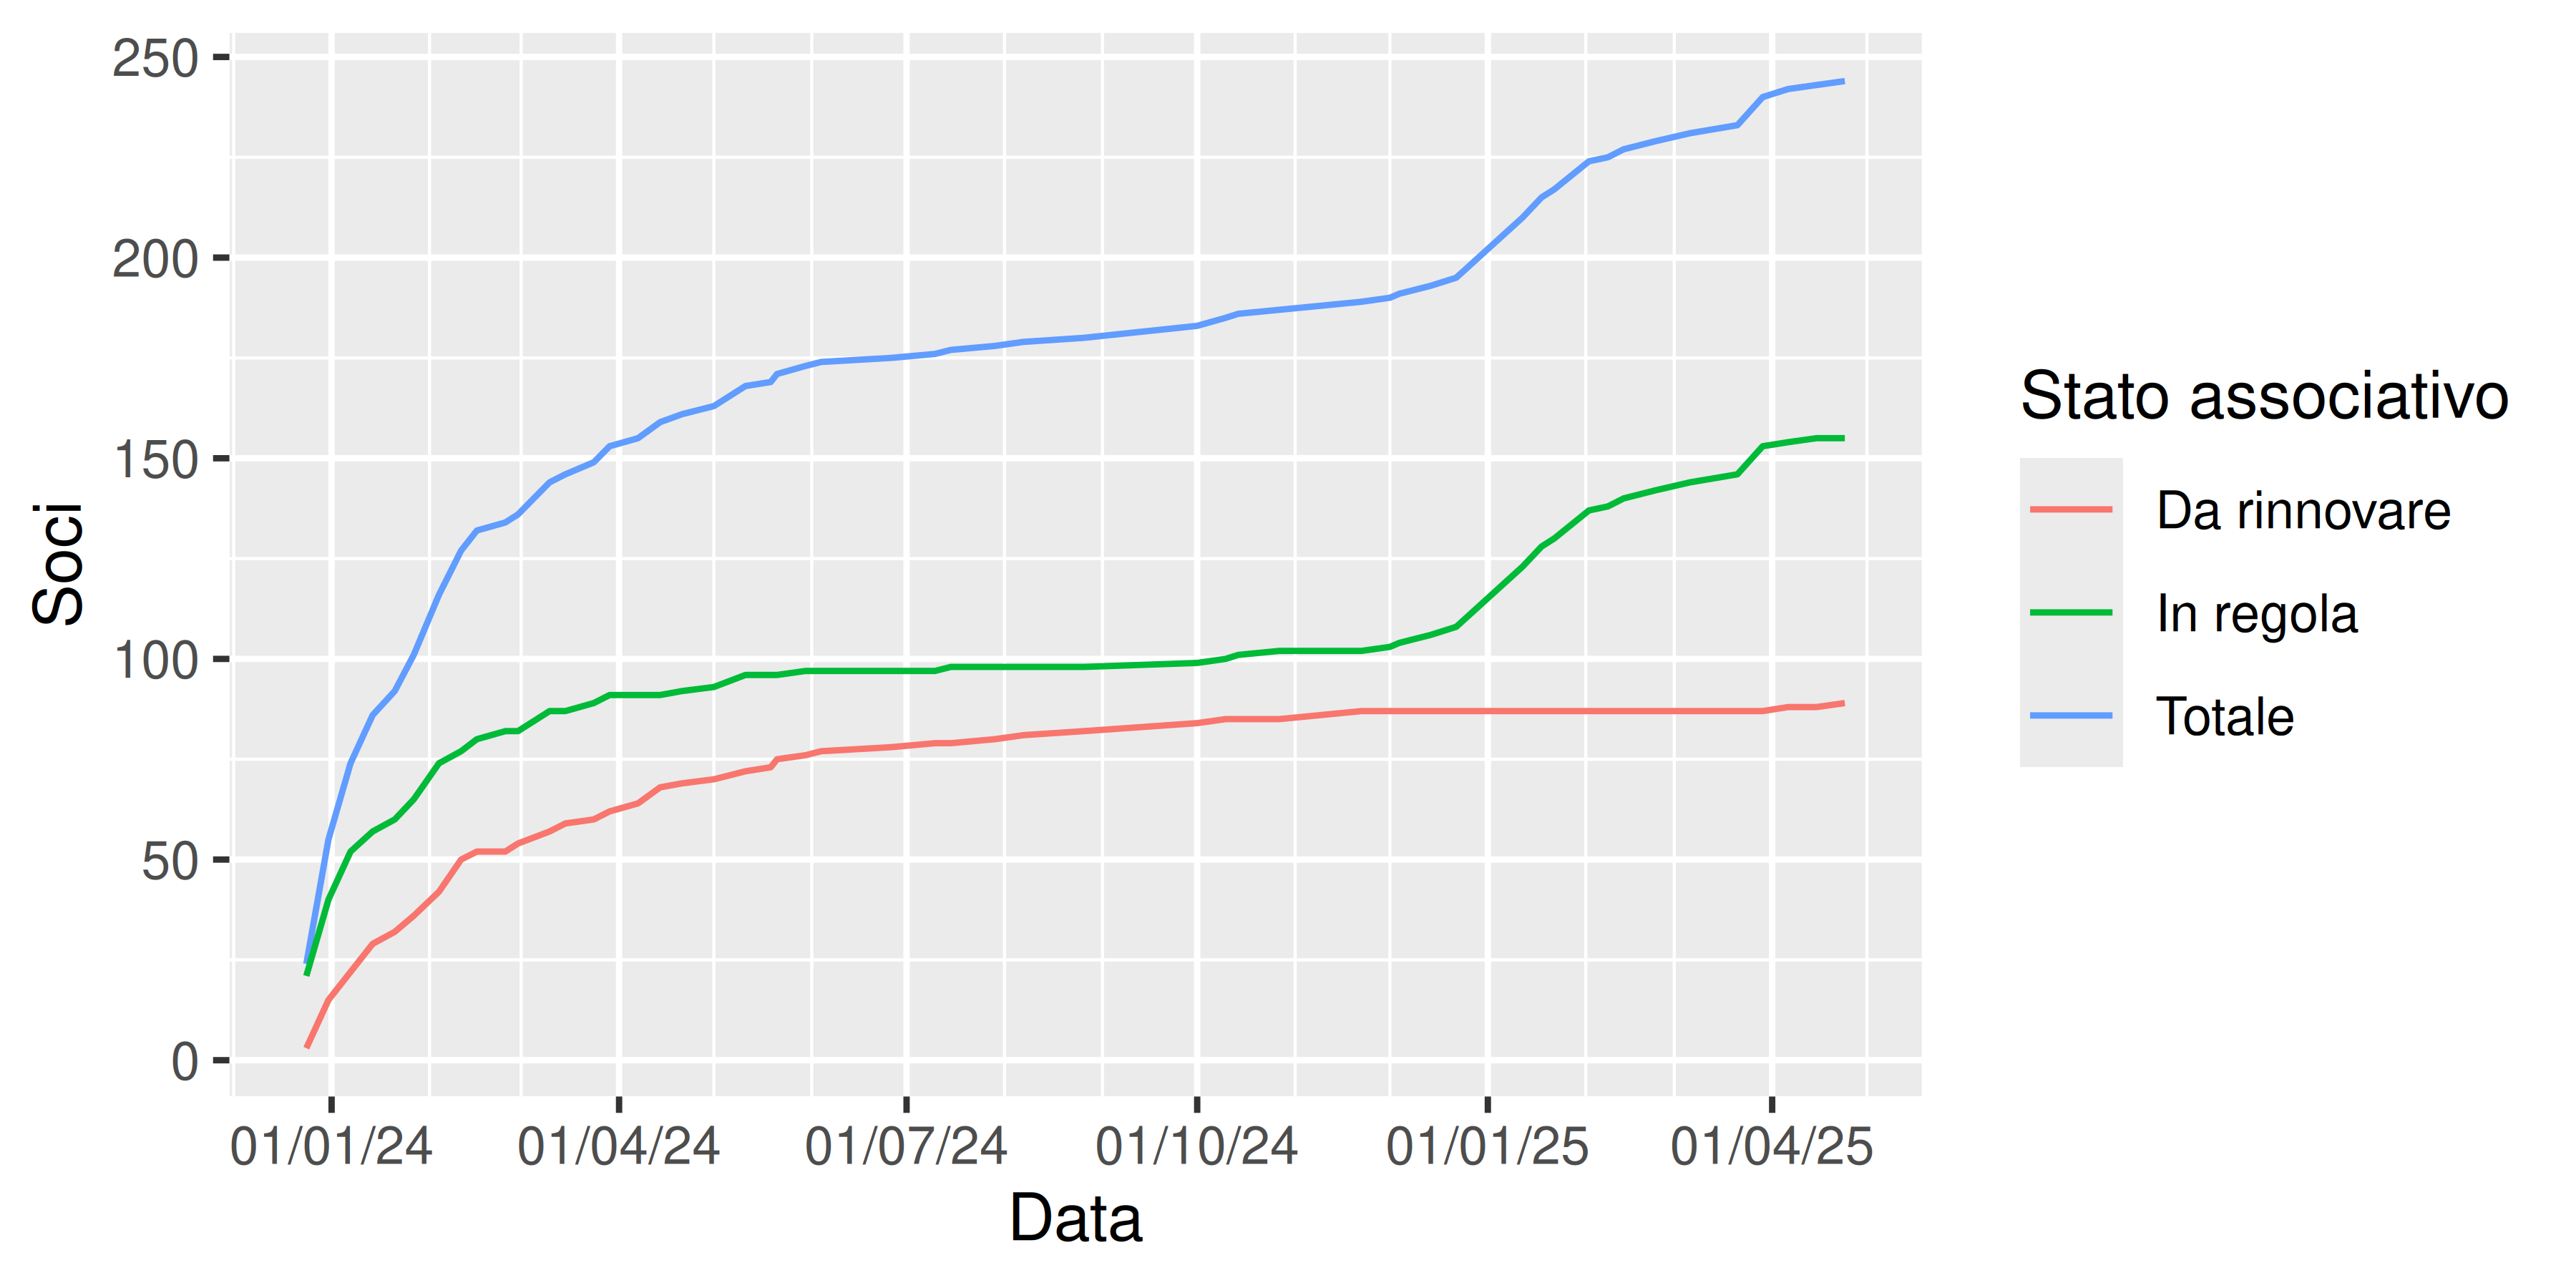 250
200
150
100
50
0
Soci
01/01/24 01/04/24 01/07/24 01/10/24 01/01/25 01/04/25
Data
Stato associativo
Da rinnovare
In regola
Totale